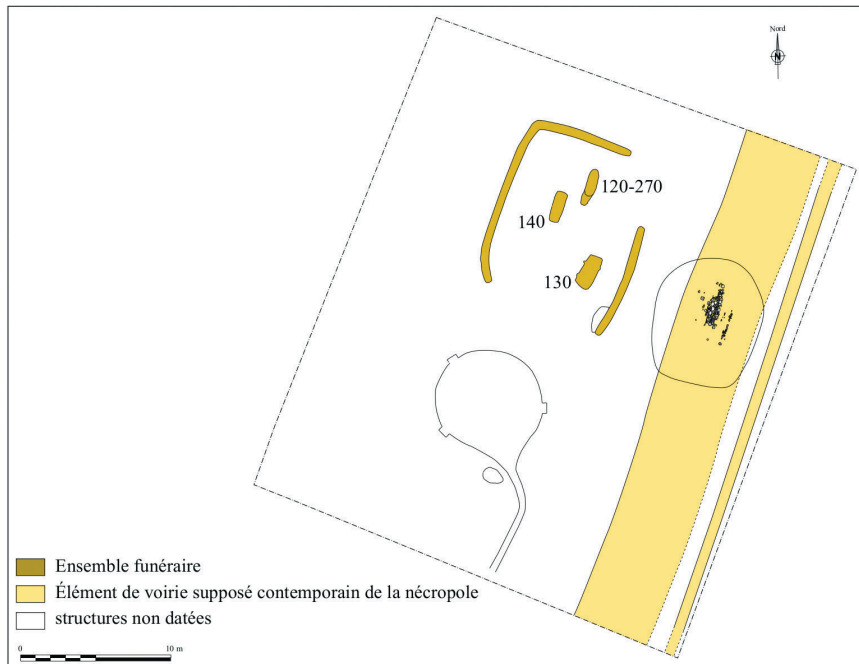 Nord
N
120-270
140
130
Ensemble funéraire
Élément de voirie supposé contemporain de la nécropole
structures non datées
0 10 m